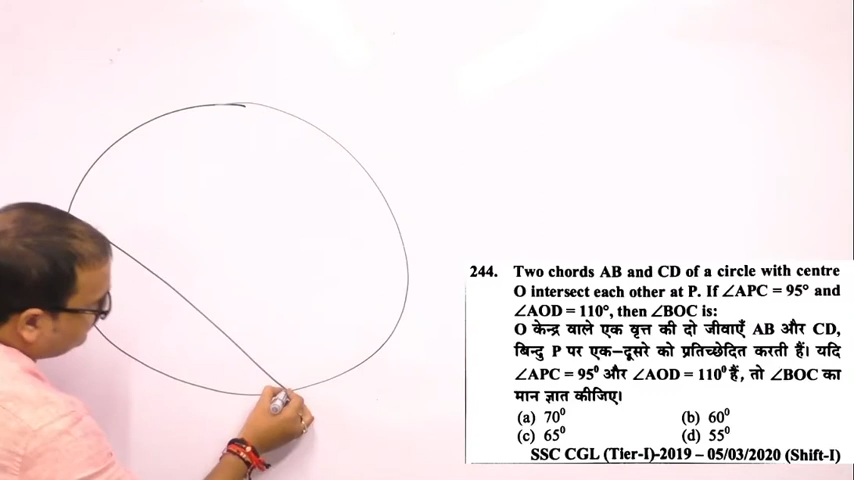 244. Two chords AB and CD of a circle with centre
O intersect each other at P. If ∠APC = 95° and
∠AOD = 110°, then ∠BOC is:
O केन्द्र वाले एक वृत्त की दो जीवाएँ AB और CD,
बिन्दु P पर एक–दूसरे को प्रतिच्छेदित करती हैं। यदि
∠APC = 95⁰ और ∠AOD = 110⁰ हैं, तो ∠BOC का
मान ज्ञात कीजिए।
(a) 70⁰ (b) 60⁰
(c) 65⁰ (d) 55⁰
SSC CGL (Tier-I)-2019 – 05/03/2020 (Shift-I)